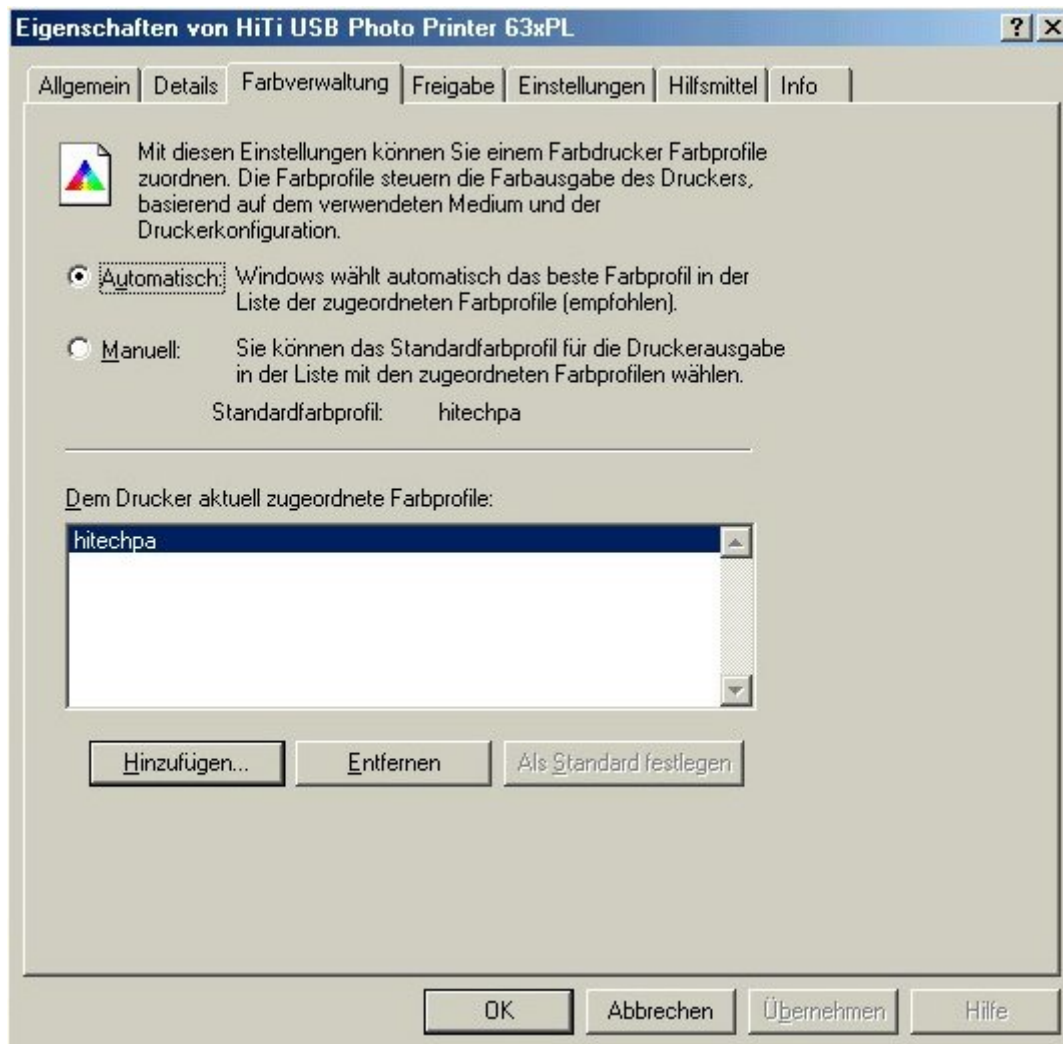 Eigenschaften von HiTi USB Photo Printer 63xPL
Allgemein Details Farbverwaltung Freigabe Einstellungen Hilfsmittel Info
Mit diesen Einstellungen können Sie einem Farbdrucker Farbprofile
zuordnen. Die Farbprofile steuern die Farbausgabe des Druckers,
basierend auf dem verwendeten Medium und der
Druckerkonfiguration.
Automatisch: Windows wählt automatisch das beste Farbprofil in der
Liste der zugeordneten Farbprofile (empfohlen).
Manuell: Sie können das Standardfarbprofil für die Druckerausgabe
in der Liste mit den zugeordneten Farbprofilen wählen.
Standardfarbprofil: hitechpa
Dem Drucker aktuell zugeordnete Farbprofile:
hitechpa
Hinzufügen... Entfernen Als Standard festlegen
OK Abbrechen Übernehmen Hilfe